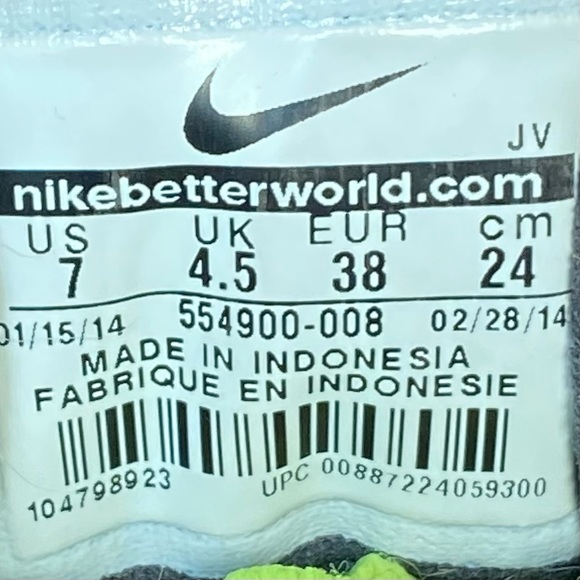 JV
nikebetterworld.com
US UK EUR cm
7 4.5 38 24
01/15/14 554900-008 02/28/14
MADE IN INDONESIA
FABRIQUE EN INDONESIE
104798923 UPC 00887224059300